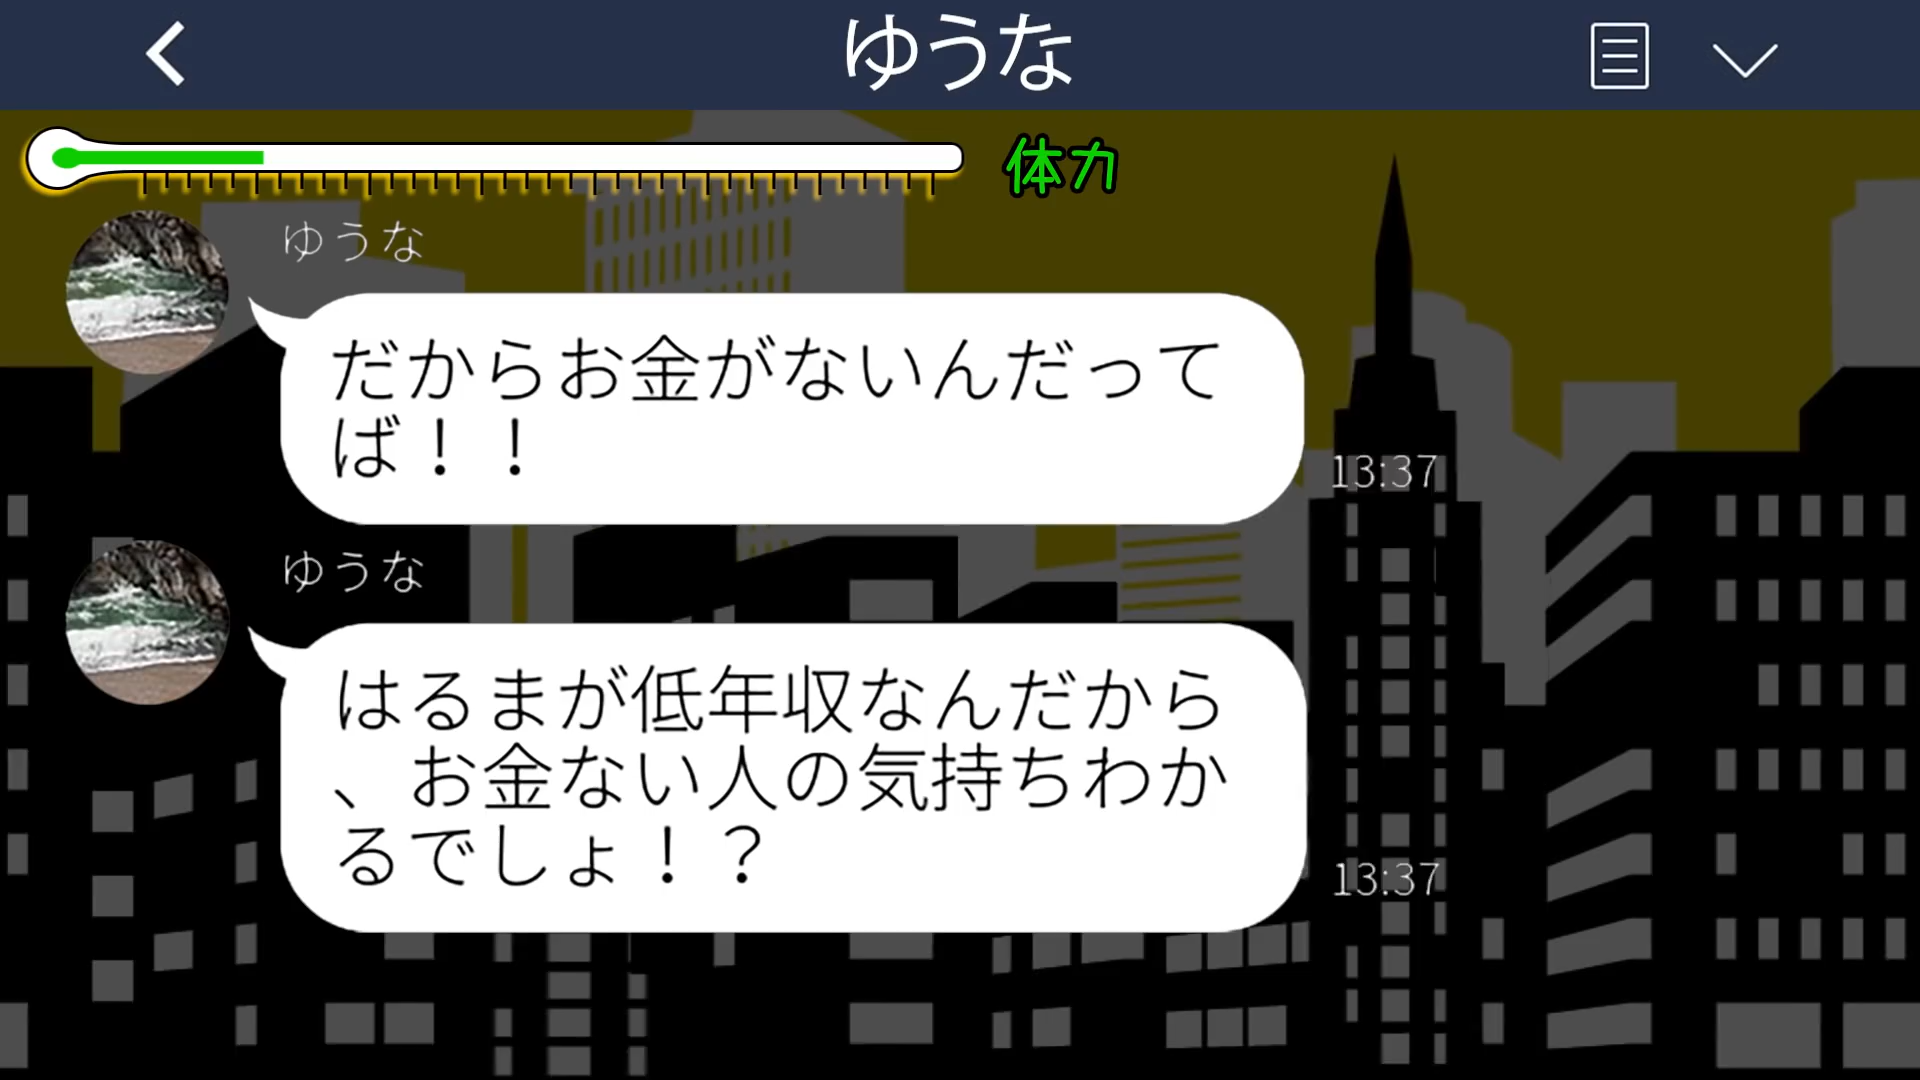 ゆうな
体力
ゆうな
だからお金がないんだって
ば！！
13:37
ゆうな
はるまが低年収なんだから
、お金ない人の気持ちわか
るでしょ！？
13:37